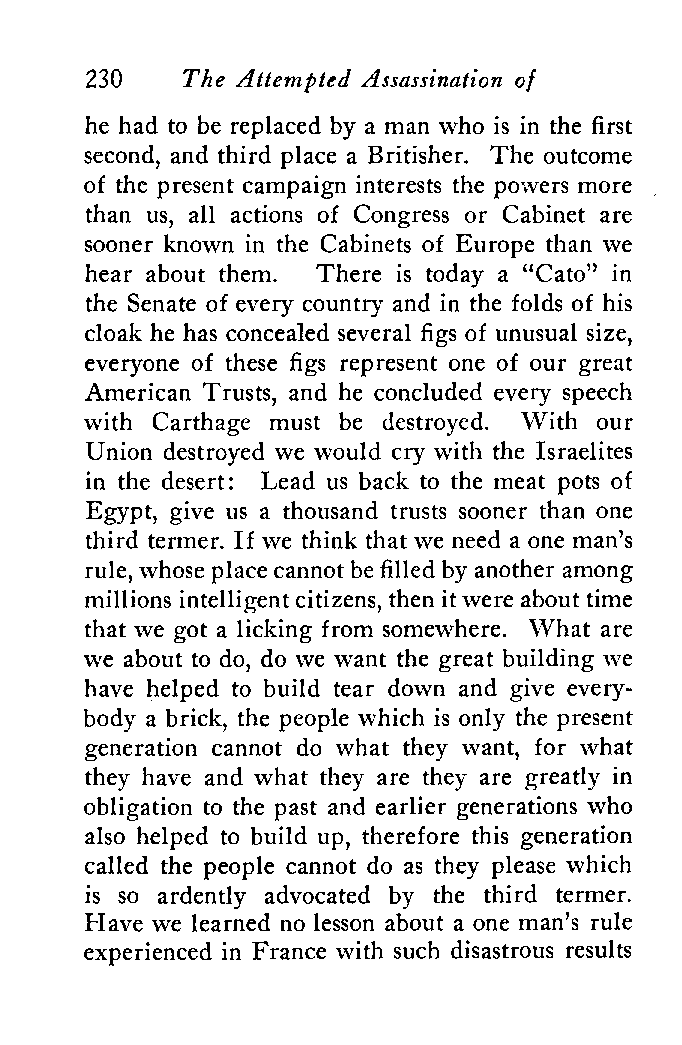 230 The Attempted Assassination of
he had to be replaced by a man who is in the first
second, and third place a Britisher. The outcome
of the present campaign interests the powers more
than us, all actions of Congress or Cabinet are
sooner known in the Cabinets of Europe than we
hear about them. There is today a “Cato” in
the Senate of every country and in the folds of his
cloak he has concealed several figs of unusual size,
everyone of these figs represent one of our great
American Trusts, and he concluded every speech
with Carthage must be destroyed. With our
Union destroyed we would cry with the Israelites
in the desert: Lead us back to the meat pots of
Egypt, give us a thousand trusts sooner than one
third termer. If we think that we need a one man’s
rule, whose place cannot be filled by another among
millions intelligent citizens, then it were about time
that we got a licking from somewhere. What are
we about to do, do we want the great building we
have helped to build tear down and give every-
body a brick, the people which is only the present
generation cannot do what they want, for what
they have and what they are they are greatly in
obligation to the past and earlier generations who
also helped to build up, therefore this generation
called the people cannot do as they please which
is so ardently advocated by the third termer.
Have we learned no lesson about a one man’s rule
experienced in France with such disastrous results